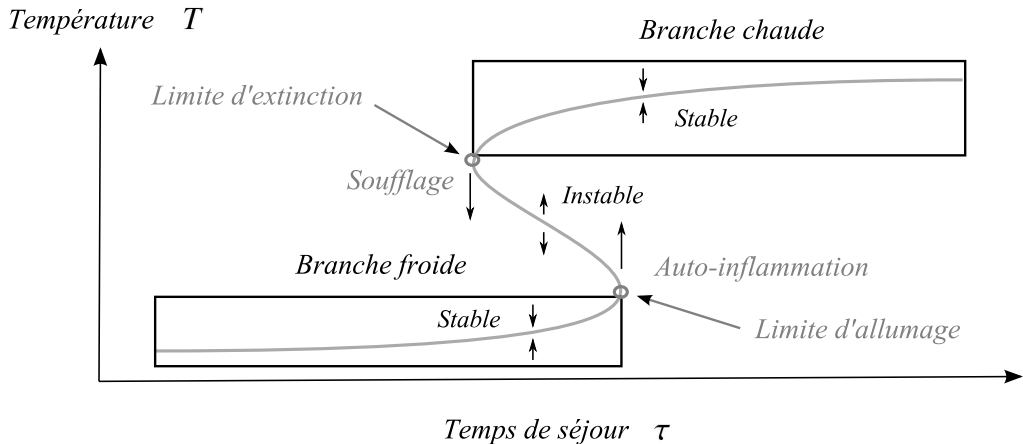 Température T
Branche chaude
Limite d'extinction
Stable
Soufflage
Instable
Branche froide
Auto-inflammation
Stable
Limite d'allumage
Temps de séjour τ